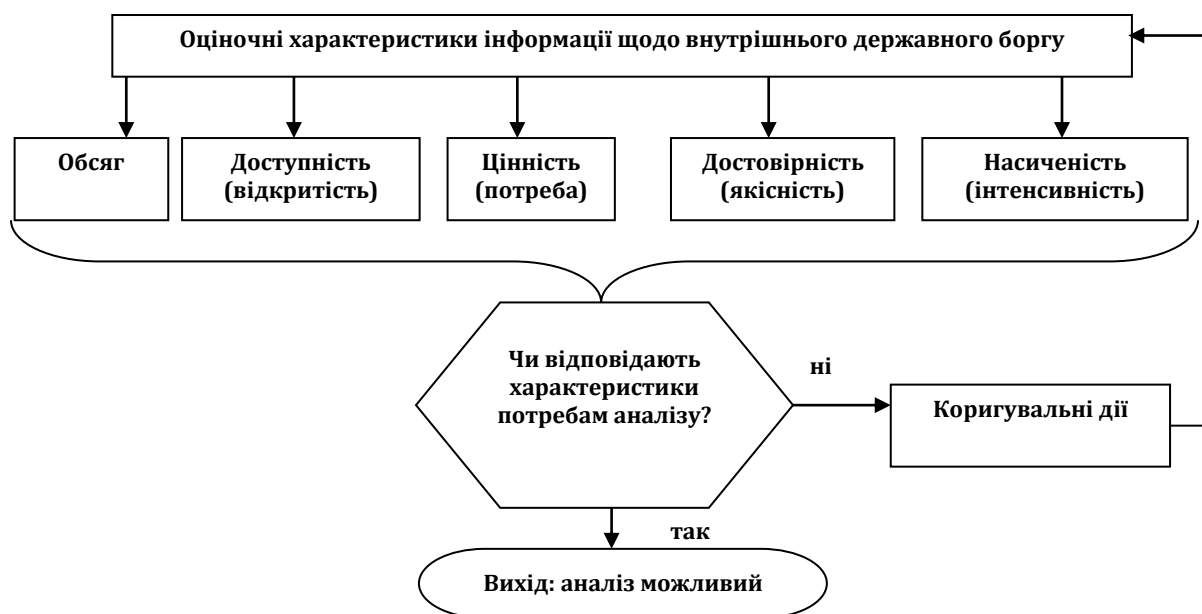 Оціночні характеристики інформації щодо внутрішнього державного боргу
Обсяг
Доступність
(відкритість)
Цінність
(потреба)
Достовірність
(якісність)
Насиченість
(інтенсивність)
Чи відповідають
характеристики
потребам аналізу?
ні
Коригувальні дії
так
Вихід: аналіз можливий